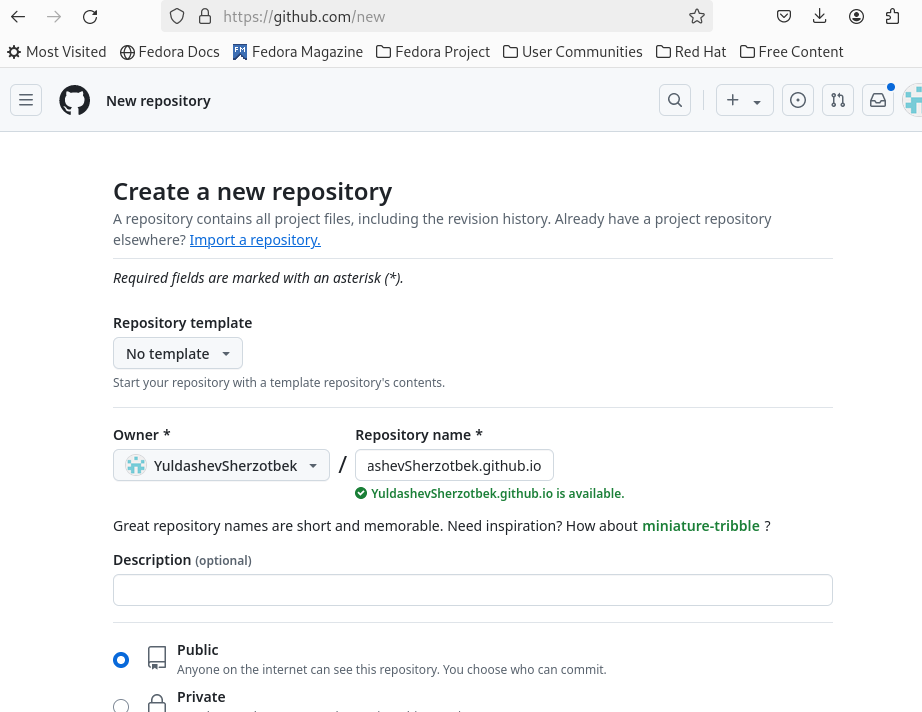 https://github.com/new
Most Visited Fedora Docs FM Fedora Magazine Fedora Project User Communities Red Hat Free Content
New repository
Create a new repository
A repository contains all project files, including the revision history. Already have a project repository
elsewhere? Import a repository.
Required fields are marked with an asterisk (*).
Repository template
No template
Start your repository with a template repository's contents.
Owner * Repository name *
YuldashevSherzotbek / ashevSherzotbek.github.io
YuldashevSherzotbek.github.io is available.
Great repository names are short and memorable. Need inspiration? How about miniature-tribble ?
Description (optional)
Public
Anyone on the internet can see this repository. You choose who can commit.
Private